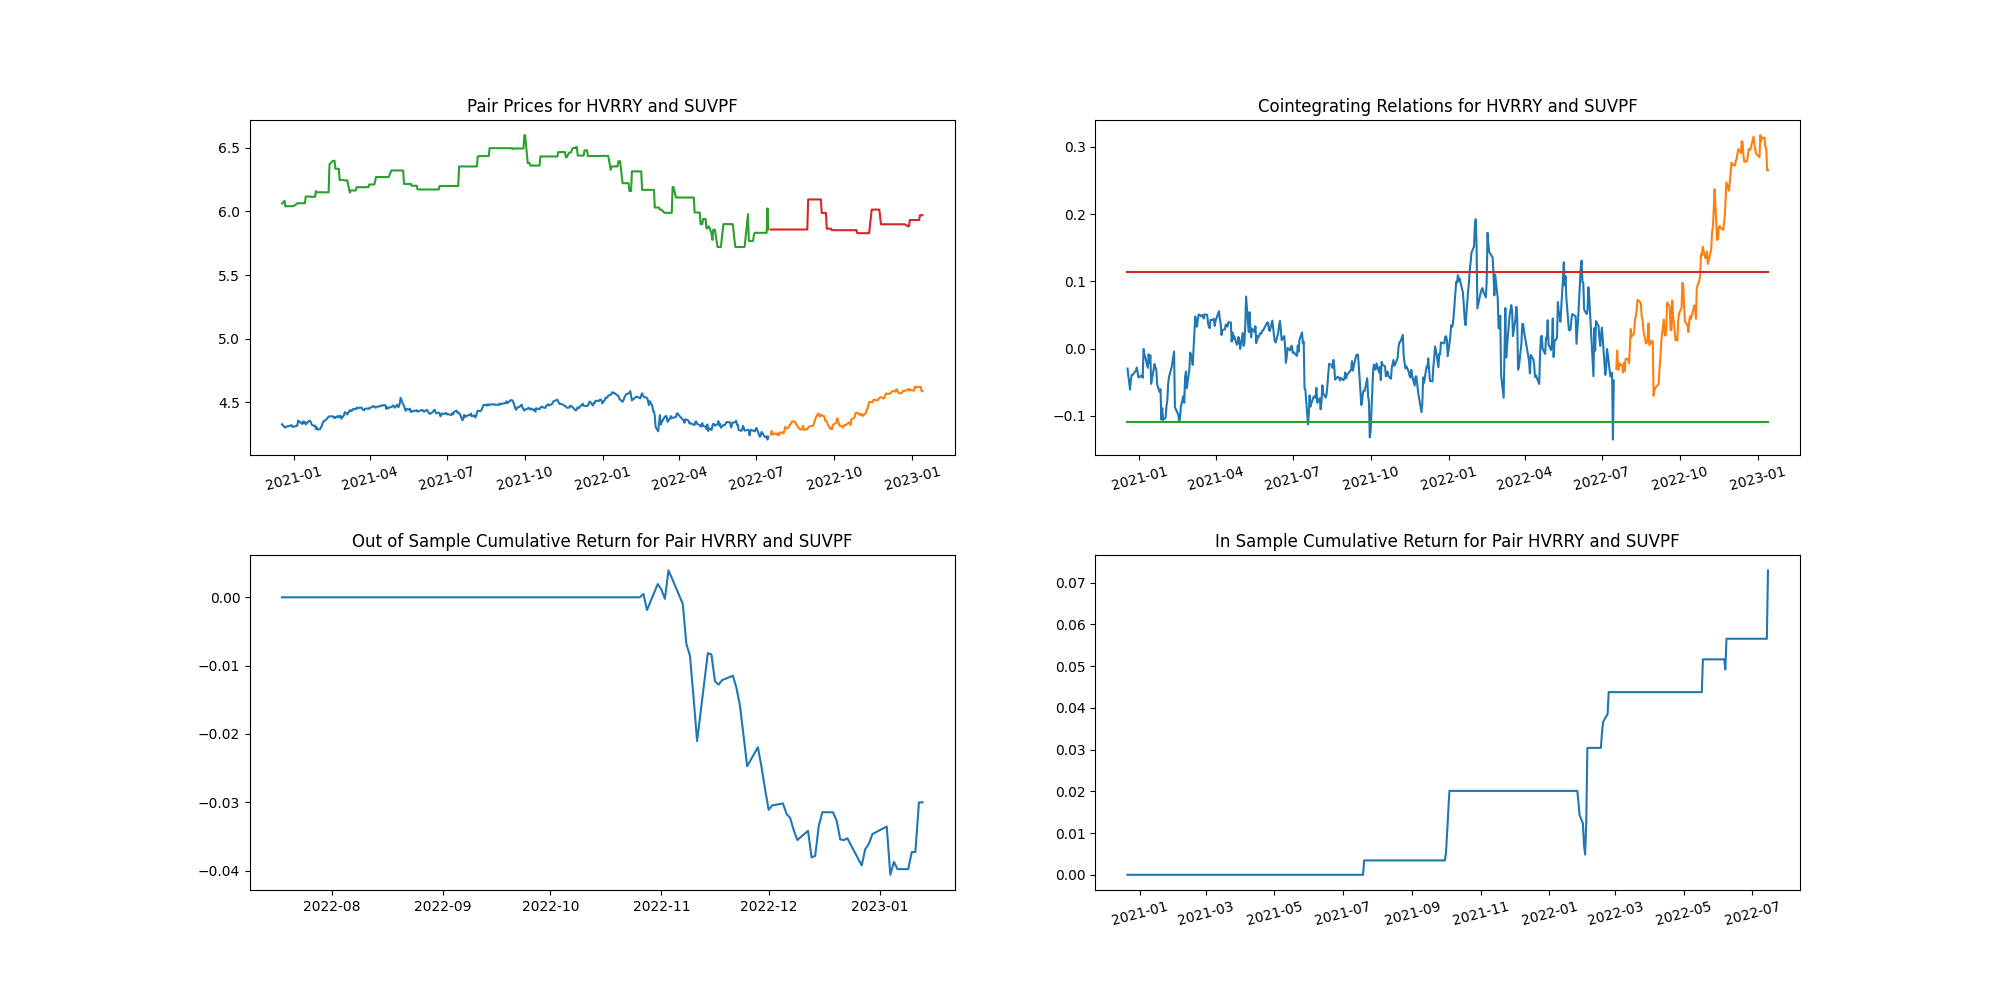 Pair Prices for HVRRY and SUVPF
6.5
6.0
5.5
5.0
4.5
2021-01 2021-04 2021-07 2021-10 2022-01 2022-04 2022-07 2022-10 2023-01
Cointegrating Relations for HVRRY and SUVPF
0.3
0.2
0.1
0.0
−0.1
2021-01 2021-04 2021-07 2021-10 2022-01 2022-04 2022-07 2022-10 2023-01
Out of Sample Cumulative Return for Pair HVRRY and SUVPF
0.00
−0.01
−0.02
−0.03
−0.04
2022-08 2022-09 2022-10 2022-11 2022-12 2023-01
In Sample Cumulative Return for Pair HVRRY and SUVPF
0.07
0.06
0.05
0.04
0.03
0.02
0.01
0.00
2021-01 2021-03 2021-05 2021-07 2021-09 2021-11 2022-01 2022-03 2022-05 2022-07